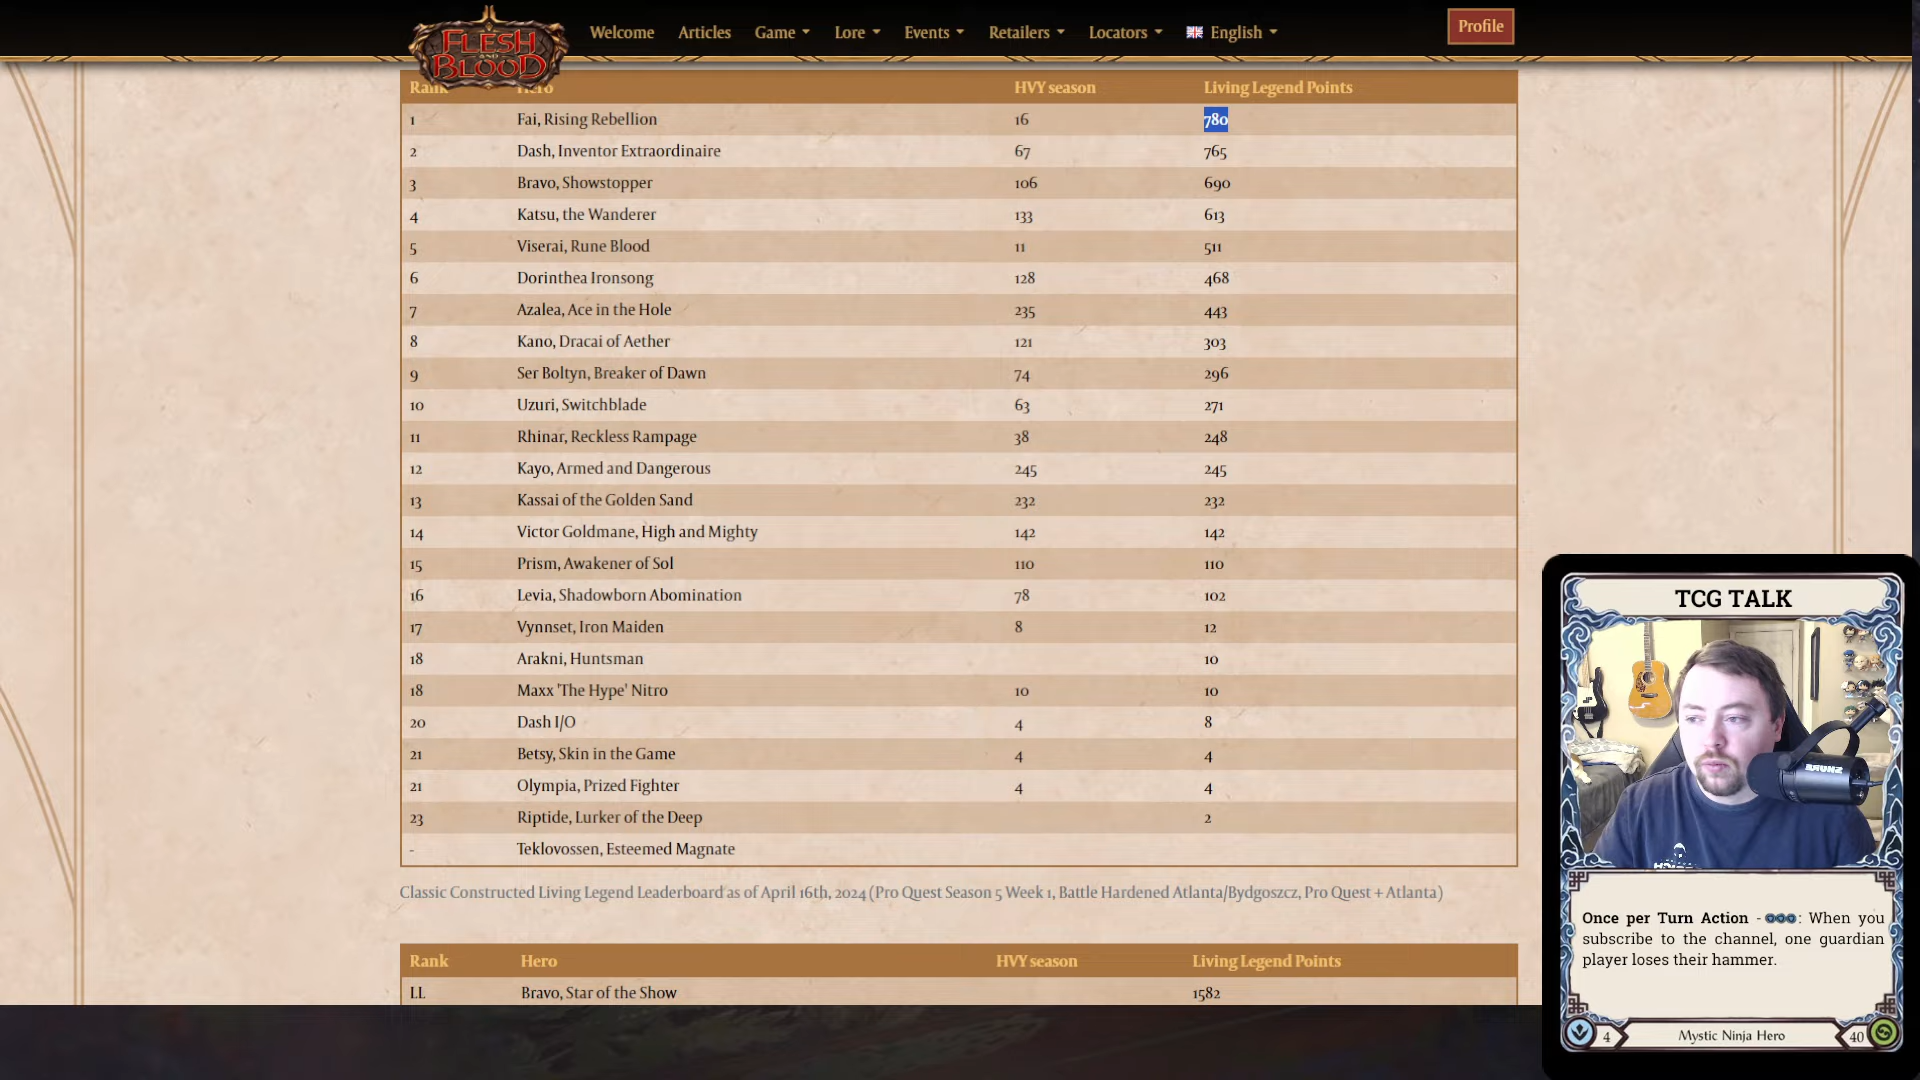 FLESH AND BLOOD
Welcome Articles Game Lore Events Retailers Locators English Profile
Rank Hero HVY season Living Legend Points
1 Fai, Rising Rebellion 16 780
2 Dash, Inventor Extraordinaire 67 765
3 Bravo, Showstopper 106 690
4 Katsu, the Wanderer 133 613
5 Viserai, Rune Blood 11 511
6 Dorinthea Ironsong 128 468
7 Azalea, Ace in the Hole 235 443
8 Kano, Dracai of Aether 121 303
9 Ser Boltyn, Breaker of Dawn 74 296
10 Uzuri, Switchblade 63 271
11 Rhinar, Reckless Rampage 38 248
12 Kayo, Armed and Dangerous 245 245
13 Kassai of the Golden Sand 232 232
14 Victor Goldmane, High and Mighty 142 142
15 Prism, Awakener of Sol 110 110
16 Levia, Shadowborn Abomination 78 102
17 Vynnset, Iron Maiden 8 12
18 Arakni, Huntsman 10
18 Maxx 'The Hype' Nitro 10 10
20 Dash I/O 4 8
21 Betsy, Skin in the Game 4 4
21 Olympia, Prized Fighter 4 4
23 Riptide, Lurker of the Deep 2
- Teklovossen, Esteemed Magnate
Classic Constructed Living Legend Leaderboard as of April 16th, 2024 (Pro Quest Season 5 Week 1, Battle Hardened Atlanta/Bydgoszcz, Pro Quest + Atlanta)
Rank Hero HVY season Living Legend Points
LL Bravo, Star of the Show 1582
TCG TALK
SHURE
Once per Turn Action - : When you
subscribe to the channel, one guardian
player loses their hammer.
4 Mystic Ninja Hero 40